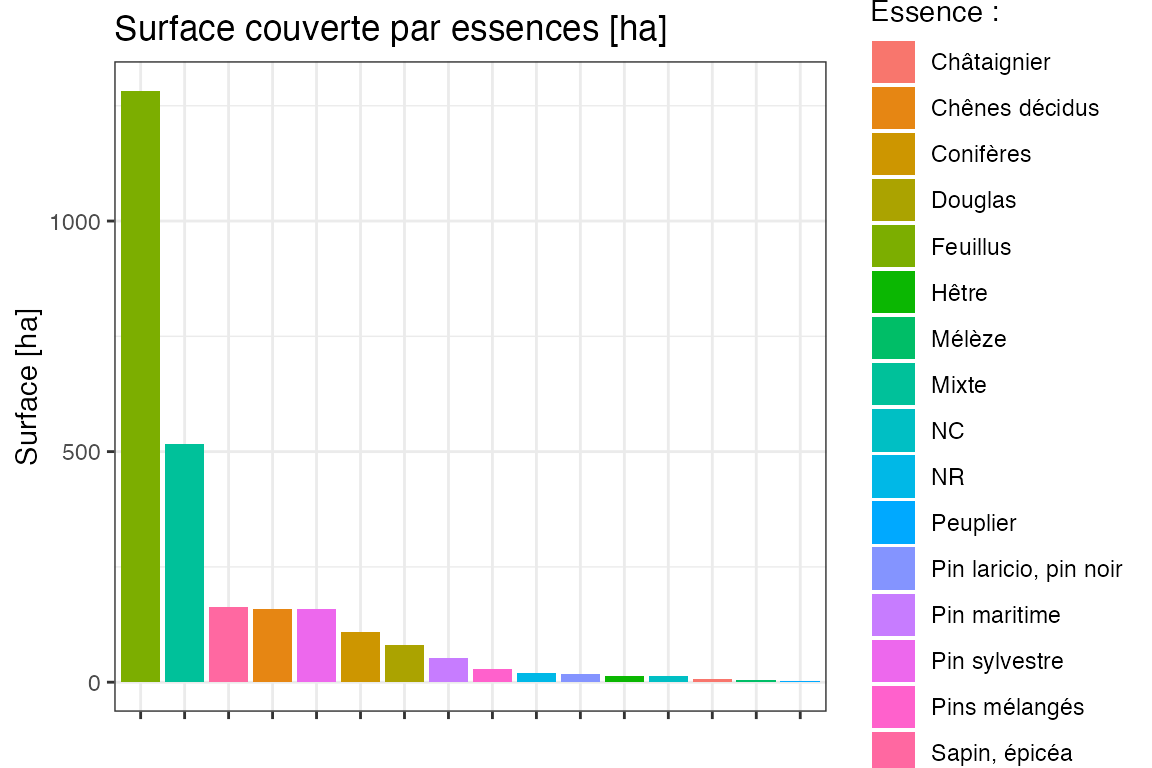 Surface couverte par essences [ha]
Surface [ha]
1000
500
0
Essence :
Châtaignier
Chênes décidus
Conifères
Douglas
Feuillus
Hêtre
Mélèze
Mixte
NC
NR
Peuplier
Pin laricio, pin noir
Pin maritime
Pin sylvestre
Pins mélangés
Sapin, épicéa